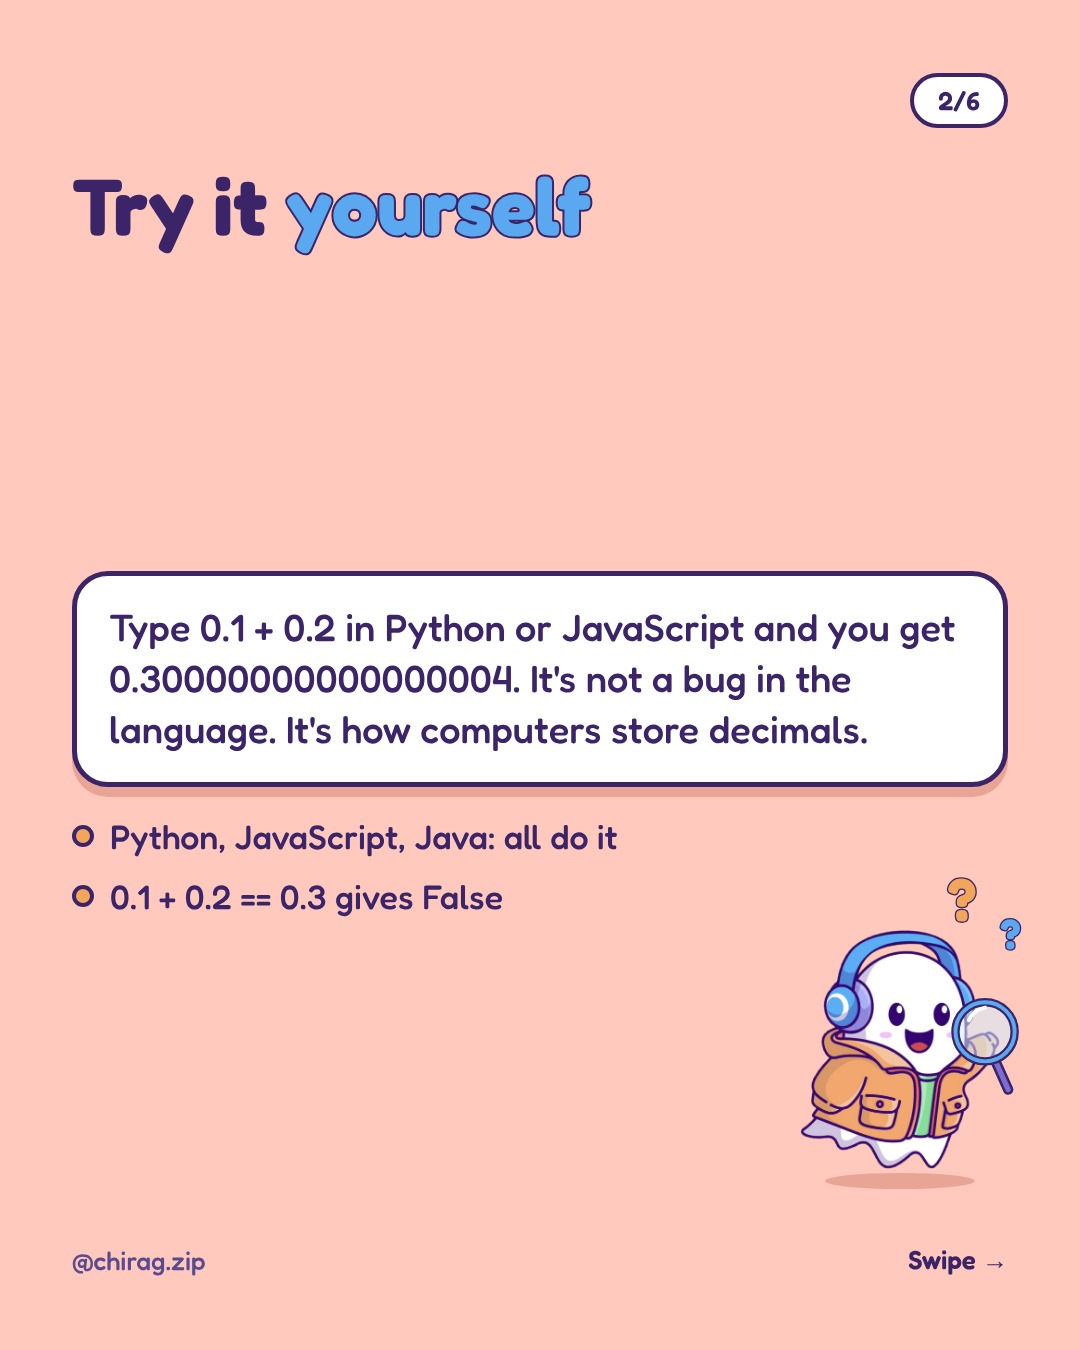 2/6
Try it yourself
Type 0.1 + 0.2 in Python or JavaScript and you get
0.30000000000000004. It's not a bug in the
language. It's how computers store decimals.
Python, JavaScript, Java: all do it
0.1 + 0.2 == 0.3 gives False
? ?
@chirag.zip
Swipe →